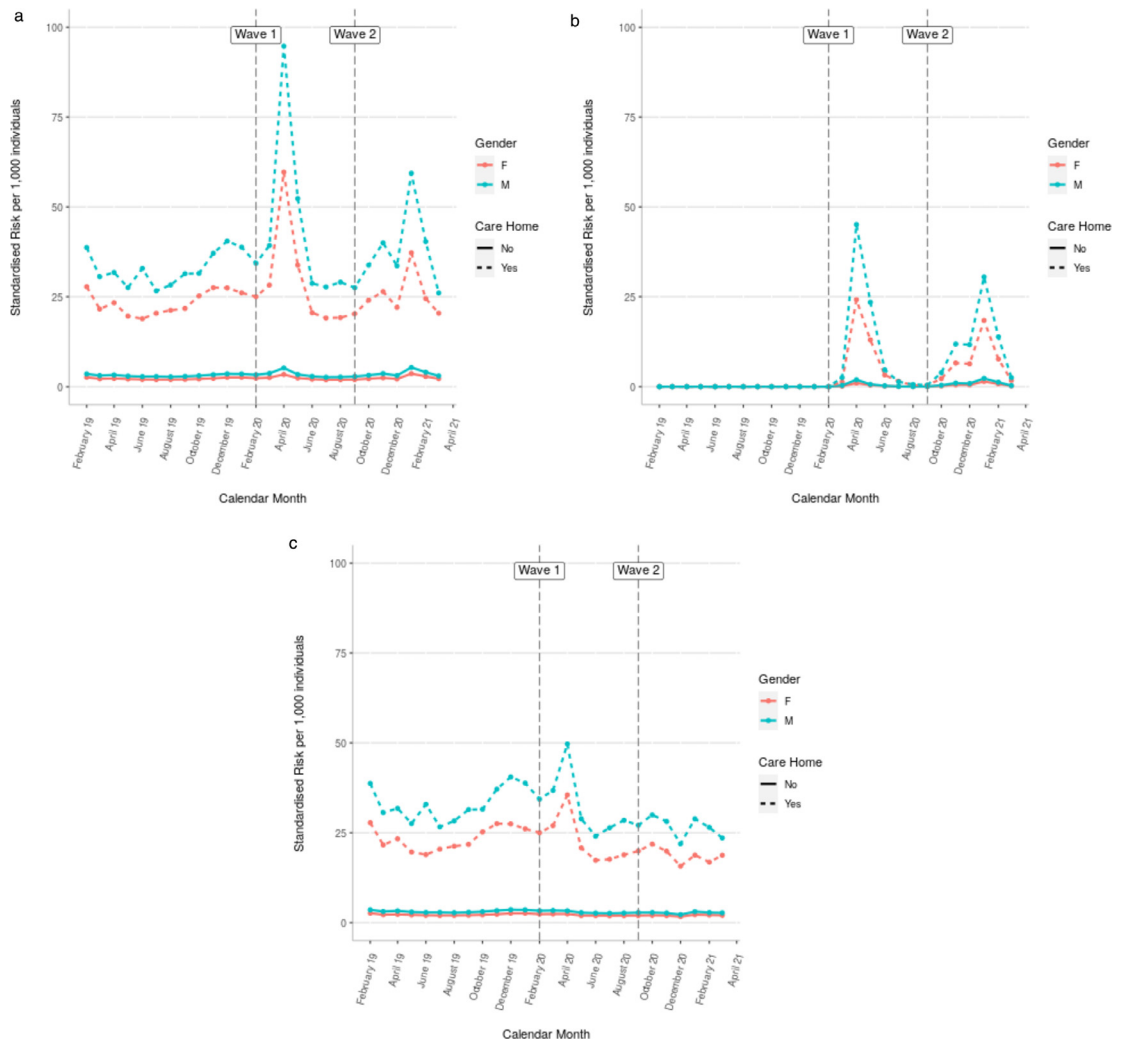 a
Standardised Risk per 1,000 individuals
100
75
50
25
0
Wave 1
Wave 2
February 19
April 19
June 19
August 19
October 19
December 19
February 20
April 20
June 20
August 20
October 20
December 20
February 21
April 21
Calendar Month
Gender
F
M
Care Home
No
Yes
b
Standardised Risk per 1,000 individuals
100
75
50
25
0
Wave 1
Wave 2
February 19
April 19
June 19
August 19
October 19
December 19
February 20
April 20
June 20
August 20
October 20
December 20
February 21
April 21
Calendar Month
Gender
F
M
Care Home
No
Yes
c
Standardised Risk per 1,000 individuals
100
75
50
25
0
Wave 1
Wave 2
February 19
April 19
June 19
August 19
October 19
December 19
February 20
April 20
June 20
August 20
October 20
December 20
February 21
April 21
Calendar Month
Gender
F
M
Care Home
No
Yes